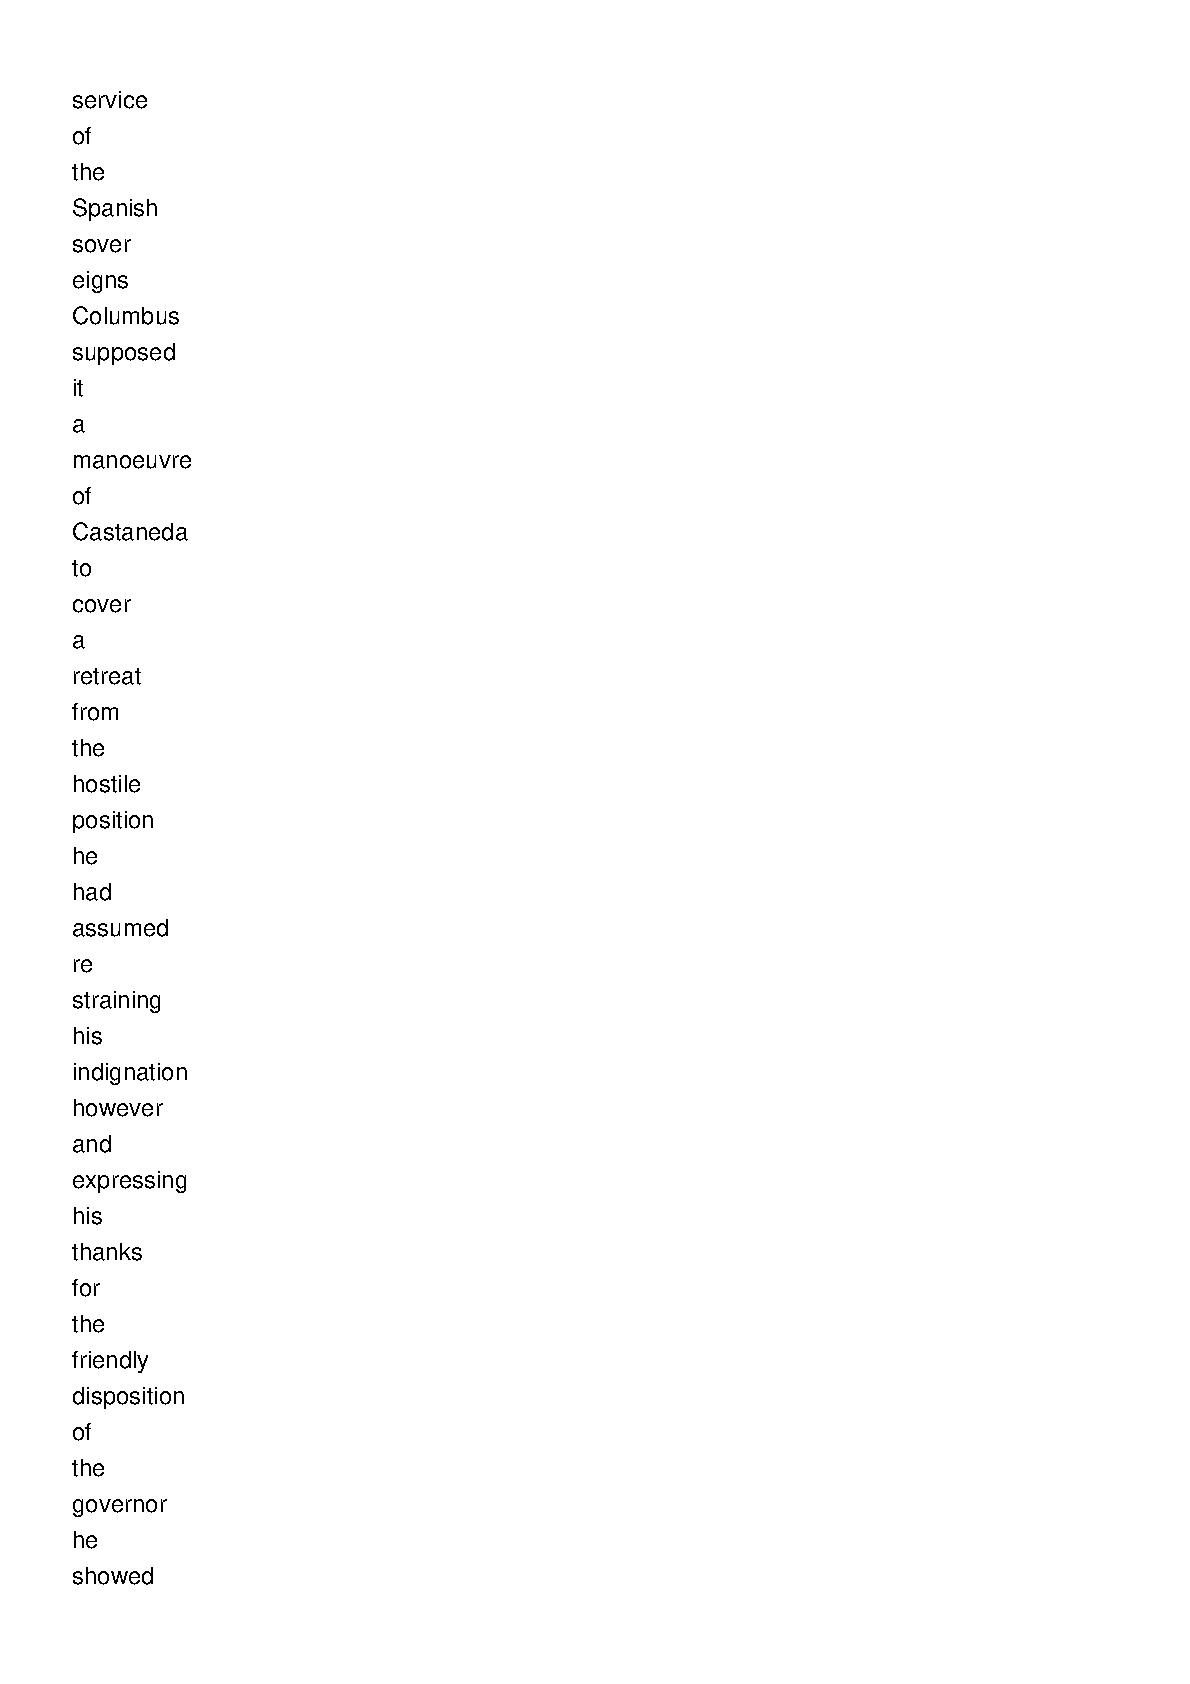 service
of
the
Spanish
sover
eigns
Columbus
supposed
it
a
manoeuvre
of
Castaneda
to
cover
a
retreat
from
the
hostile
position
he
had
assumed
re
straining
his
indignation
however
and
expressing
his
thanks
for
the
friendly
disposition
of
the
governor
he
showed